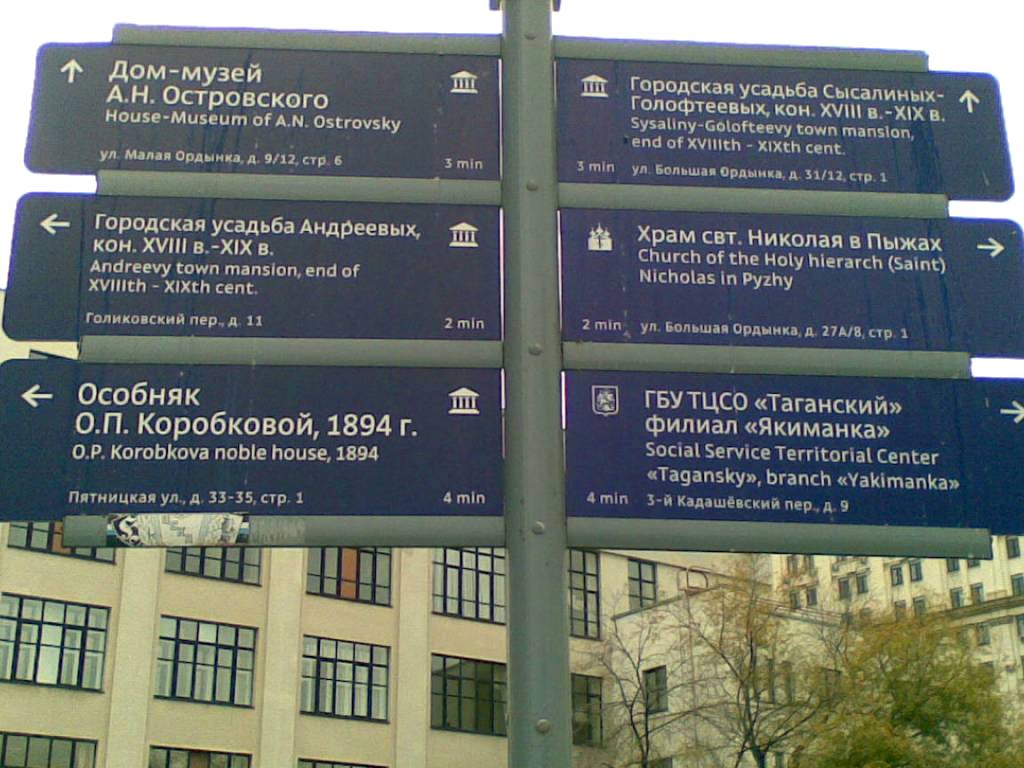 Дом-музей
А.Н. Островского
House-Museum of A.N. Ostrovsky
ул. Малая Ордынка, д. 9/12, стр. 6
3 min
Городская усадьба Андреевых,
кон. XVIII в.-XIX в.
Andreevy town mansion, end of
XVIIIth - XIXth cent.
Голиковский пер., д. 11
2 min
Особняк
О.П. Коробковой, 1894 г.
O.P. Korobkova noble house, 1894
Пятницкая ул., д. 33-35, стр. 1
4 min
Городская усадьба Сысалиных-
Голофтеевых, кон. XVIII в.-XIX в.
Sysaliny-Golofteevy town mansion,
end of XVIIIth - XIXth cent.
3 min
ул. Большая Ордынка, д. 31/12, стр. 1
Храм свт. Николая в Пыжах
Church of the Holy hierarch (Saint)
Nicholas in Pyzhy
2 min
ул. Большая Ордынка, д. 27А/8, стр. 1
ГБУ ТЦСО «Таганский»
филиал «Якиманка»
Social Service Territorial Center
«Tagansky», branch «Yakimanka»
4 min
3-й Кадашёвский пер., д. 9